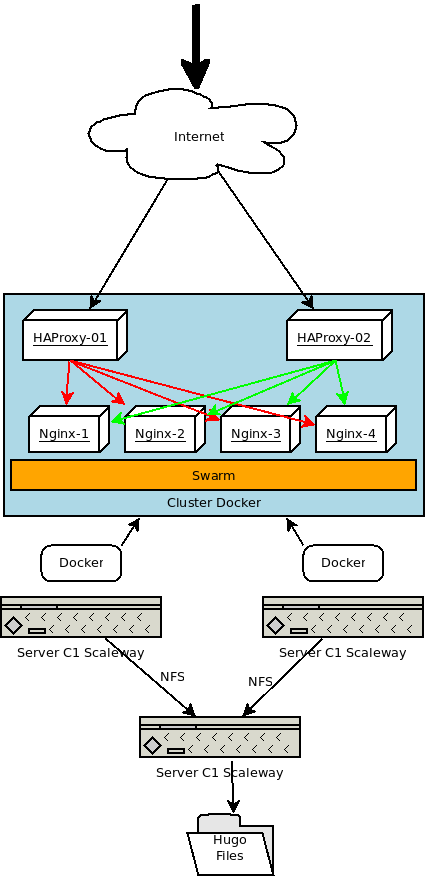 Internet
HAProxy-01
HAProxy-02
Nginx-1
Nginx-2
Nginx-3
Nginx-4
Swarm
Cluster Docker
Docker
Docker
Server C1 Scaleway
Server C1 Scaleway
NFS
NFS
Server C1 Scaleway
Hugo
Files